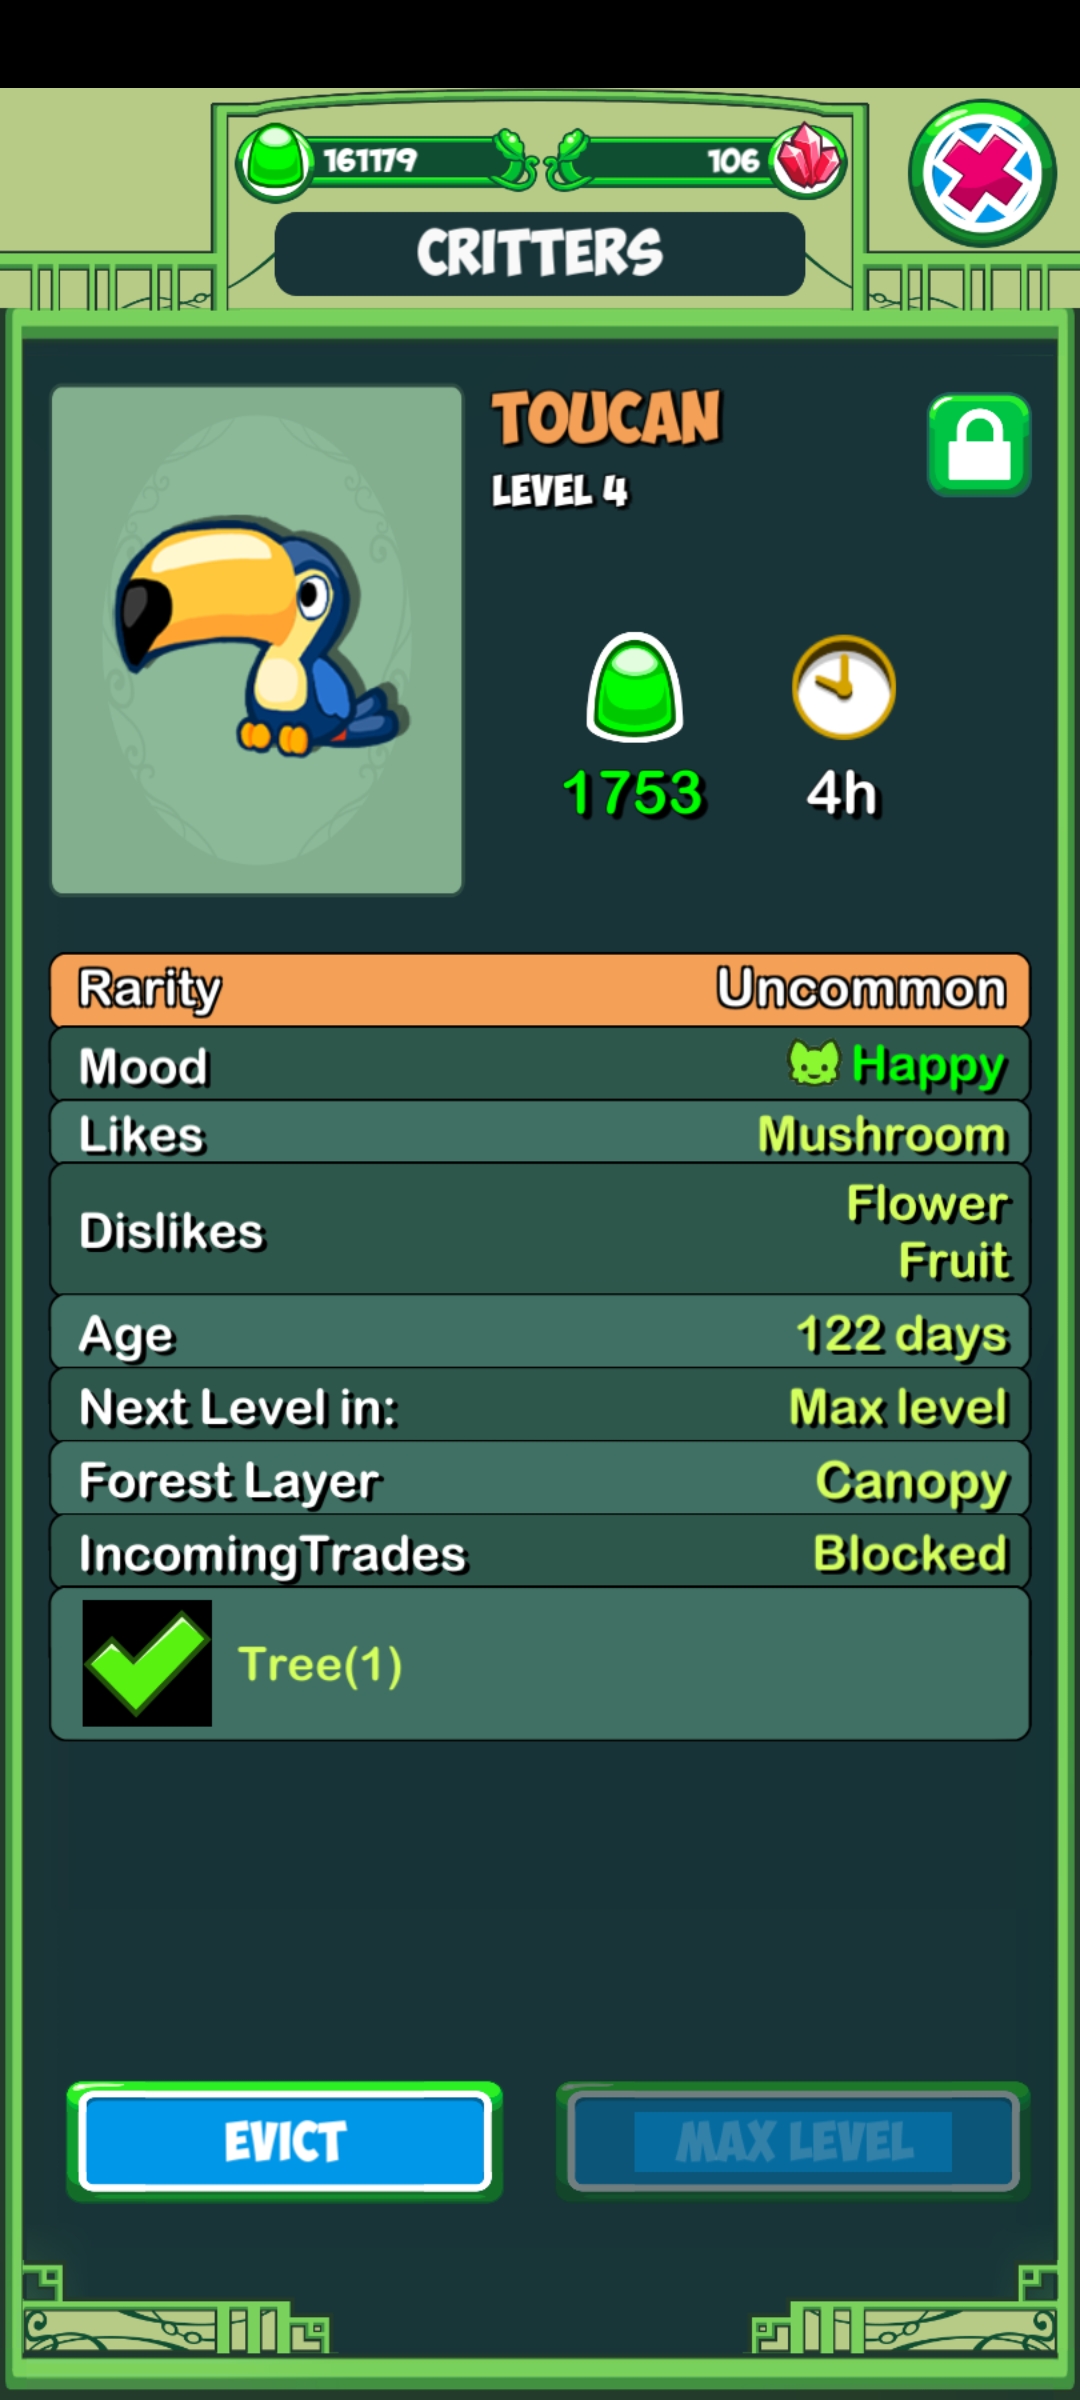 161179
106
CRITTERS
TOUCAN
LEVEL 4
1753
4h
Rarity Uncommon
Mood Happy
Likes Mushroom
Dislikes Flower
Fruit
Age 122 days
Next Level in: Max level
Forest Layer Canopy
IncomingTrades Blocked
Tree(1)
EVICT
MAX LEVEL